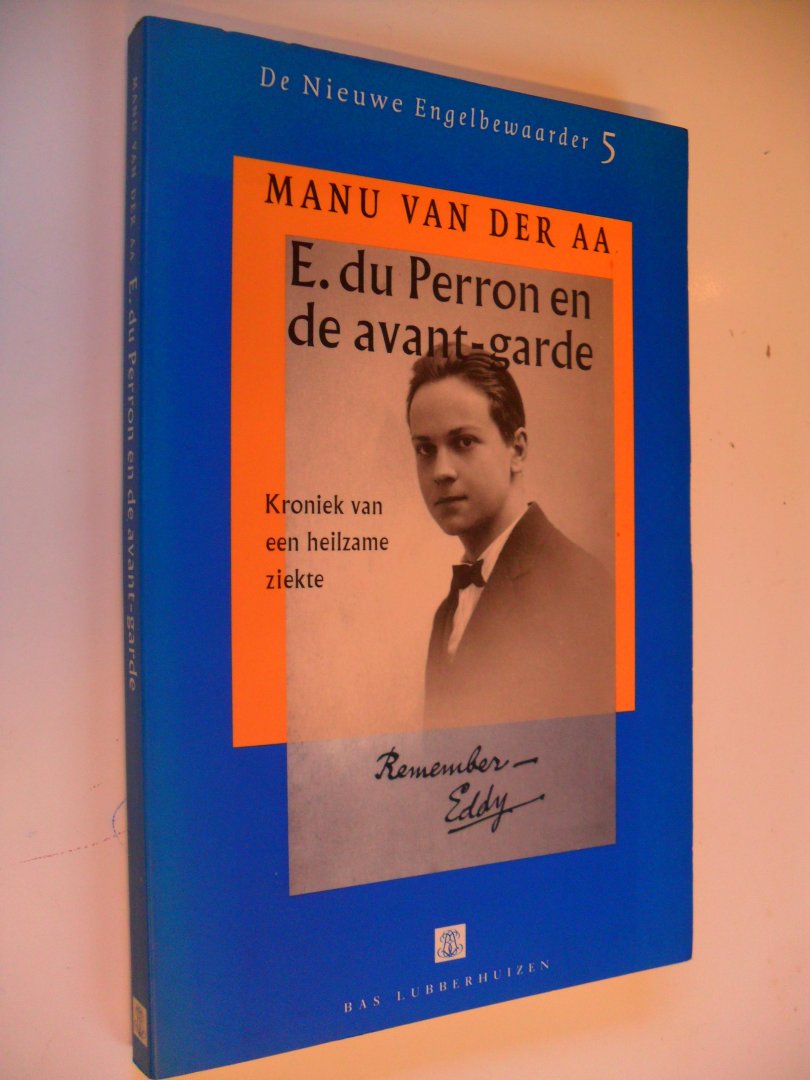 De Nieuwe Engelbewaarder 5
MANU VAN DER AA
E. du Perron en
de avant-garde
Kroniek van
een heilzame
ziekte
Remember—
Eddy
BAS LUBBERHUIZEN
MANU VAN DER AA E. du Perron en de avant-garde